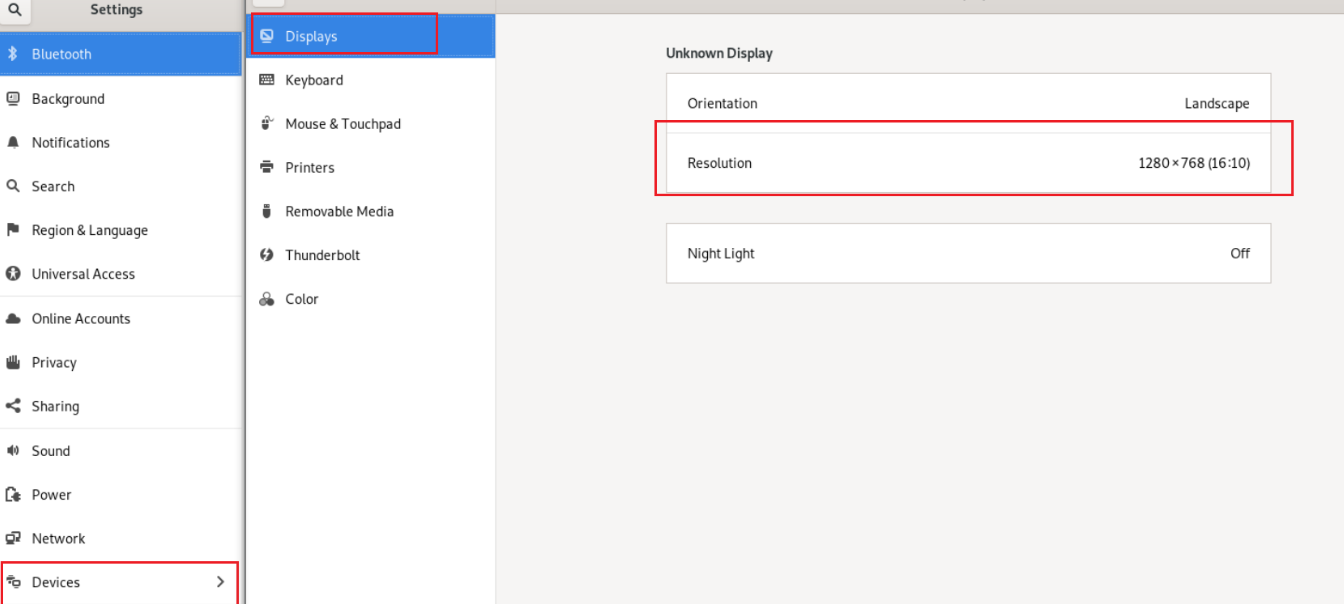 Settings
Bluetooth
Background
Notifications
Search
Region & Language
Universal Access
Online Accounts
Privacy
Sharing
Sound
Power
Network
Devices
Displays
Keyboard
Mouse & Touchpad
Printers
Removable Media
Thunderbolt
Color
Unknown Display
Orientation Landscape
Resolution 1280 × 768 (16:10)
Night Light Off